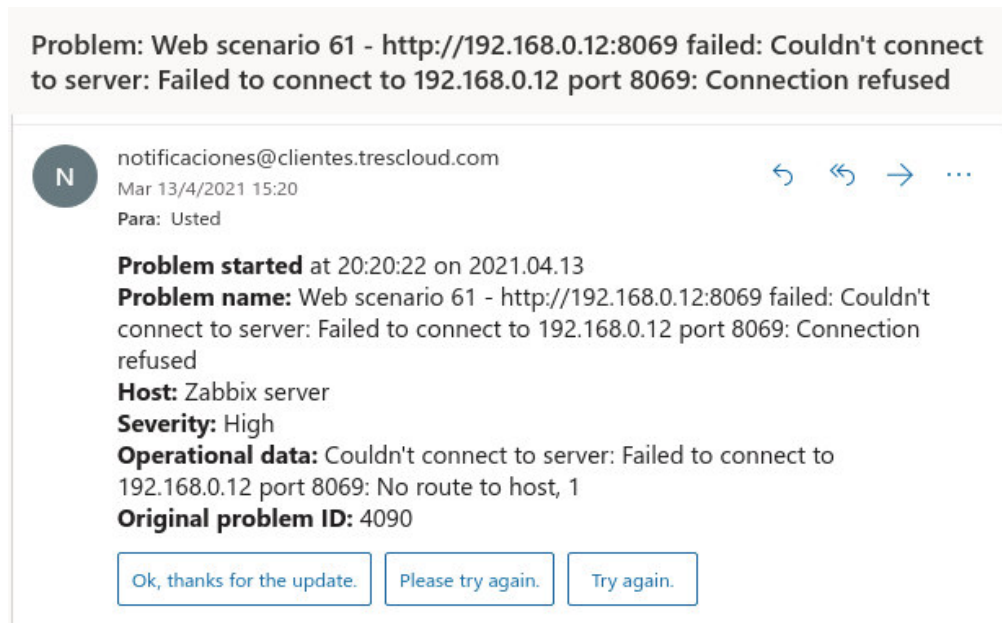 Problem: Web scenario 61 - http://192.168.0.12:8069 failed: Couldn't connect
to server: Failed to connect to 192.168.0.12 port 8069: Connection refused
N
notificaciones@clientes.trescloud.com
Mar 13/4/2021 15:20
Para: Usted
Problem started at 20:20:22 on 2021.04.13
Problem name: Web scenario 61 - http://192.168.0.12:8069 failed: Couldn't
connect to server: Failed to connect to 192.168.0.12 port 8069: Connection
refused
Host: Zabbix server
Severity: High
Operational data: Couldn't connect to server: Failed to connect to
192.168.0.12 port 8069: No route to host, 1
Original problem ID: 4090
Ok, thanks for the update. Please try again. Try again.